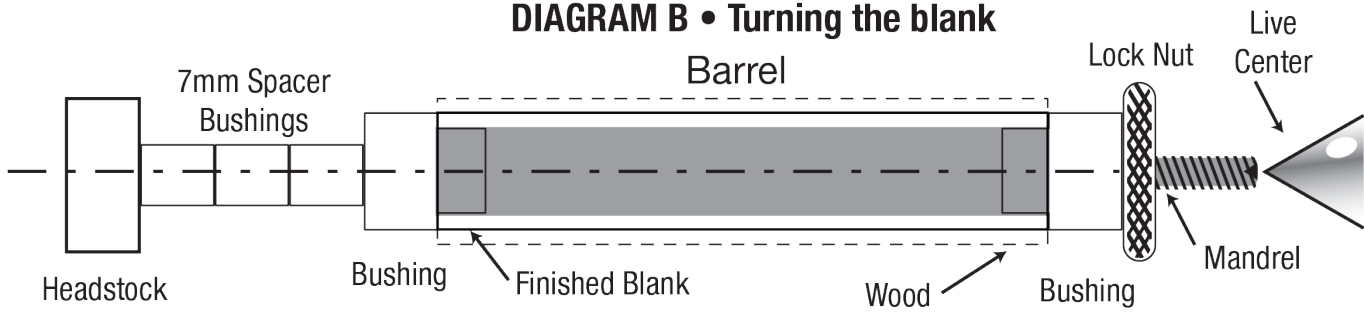 DIAGRAM B • Turning the blank
Live
Center
Lock Nut
Barrel
7mm Spacer
Bushings
Mandrel
Bushing
Finished Blank
Headstock
Wood
Bushing